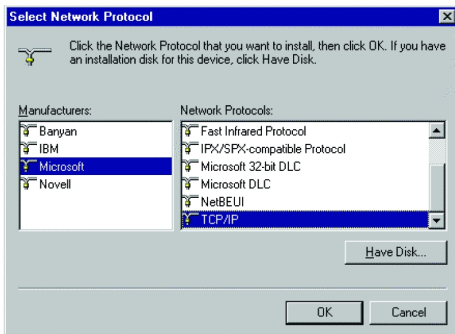 Select Network Protocol
Click the Network Protocol that you want to install, then click OK. If you have
an installation disk for this device, click Have Disk.
Manufacturers:
Banyan
IBM
Microsoft
Novell
Network Protocols:
Fast Infrared Protocol
IPX/SPX-compatible Protocol
Microsoft 32-bit DLC
Microsoft DLC
NetBEUI
TCP/IP
Have Disk...
OK
Cancel